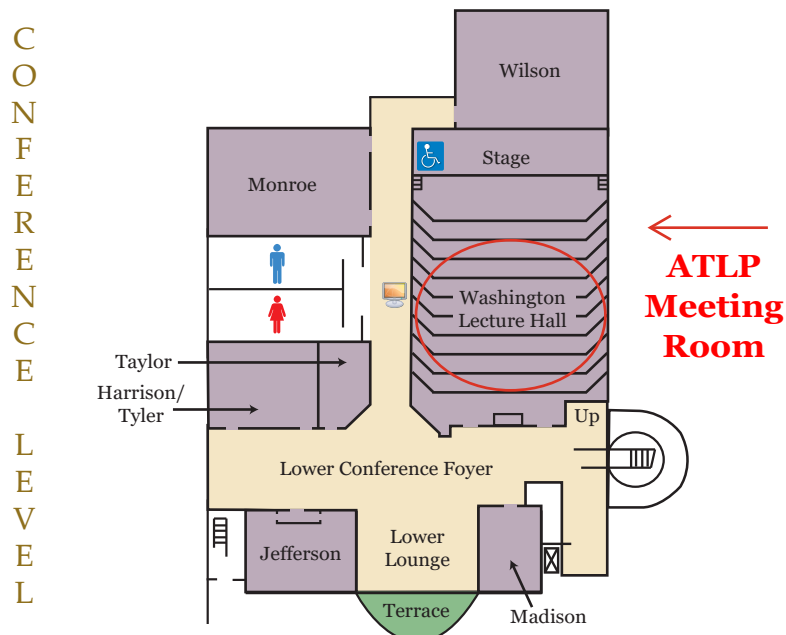 CONFERENCE LEVEL
Wilson
Stage
Monroe
ATLP
Meeting
Room
Washington
Lecture Hall
Taylor
Harrison/
Tyler
Up
Lower Conference Foyer
Jefferson
Lower
Lounge
Terrace
Madison